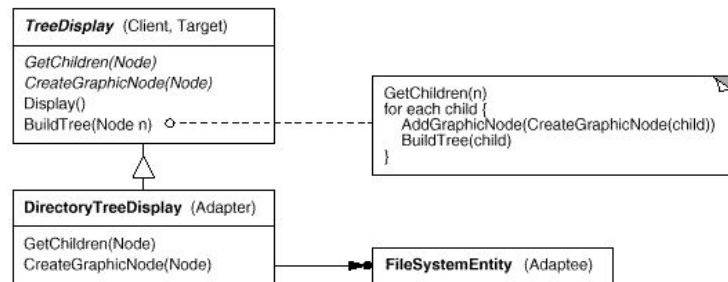 TreeDisplay (Client, Target)
GetChildren(Node)
CreateGraphicNode(Node)
Display()
BuildTree(Node n)
GetChildren(n)
for each child {
AddGraphicNode(CreateGraphicNode(child))
BuildTree(child)
}
DirectoryTreeDisplay (Adapter)
GetChildren(Node)
CreateGraphicNode(Node)
FileSystemEntity (Adaptee)